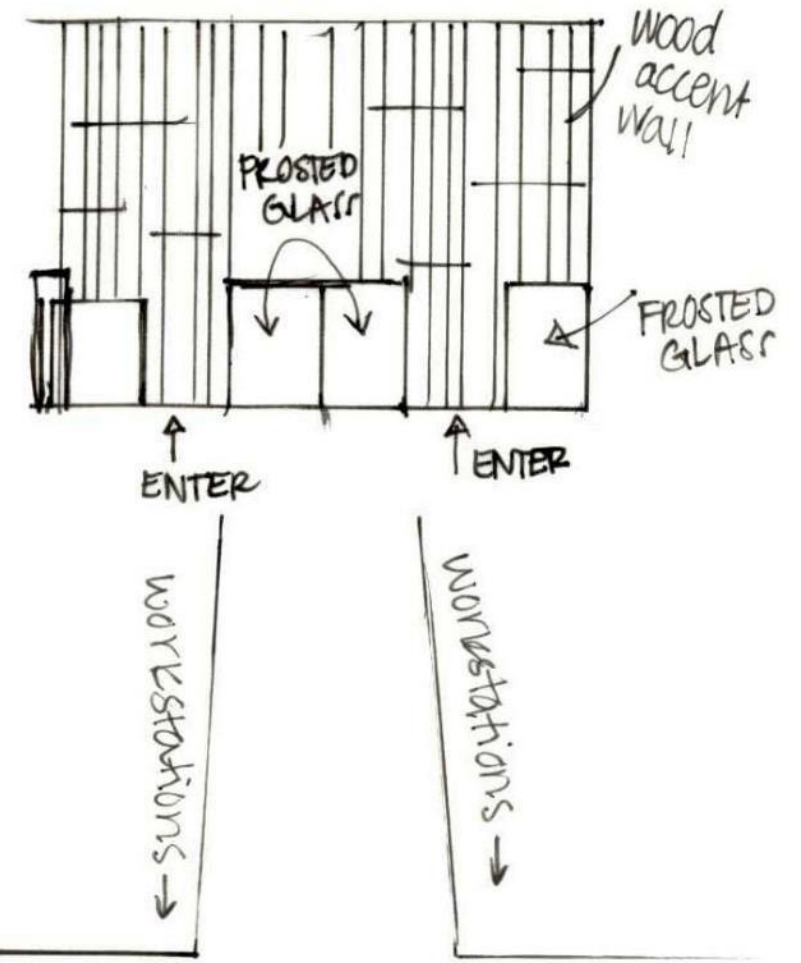 Wood
accent
Wall
FROSTED
GLASS
FROSTED
GLASS
ENTER
ENTER
workstations →
workstations →